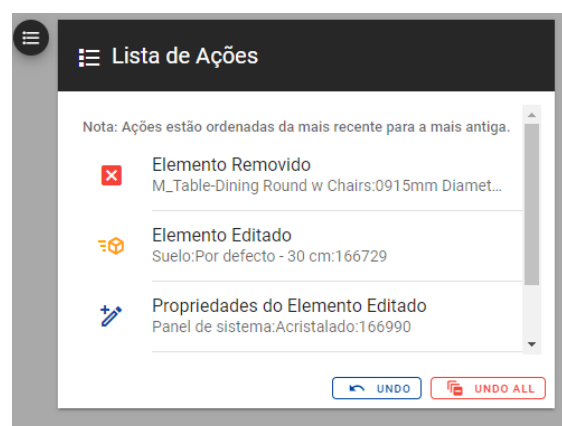 Lista de Ações
Nota: Ações estão ordenadas da mais recente para a mais antiga.
Elemento Removido
M_Table-Dining Round w Chairs:0915mm Diamet...
Elemento Editado
Suelo:Por defecto - 30 cm:166729
Propriedades do Elemento Editado
Panel de sistema:Acristalado:166990
UNDO UNDO ALL